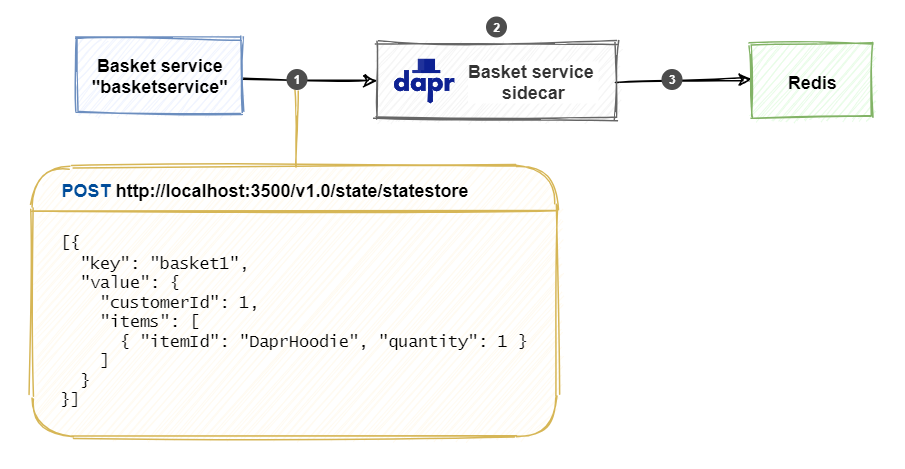 2
Basket service
"basketservice"
1
dapr
Basket service
sidecar
3
Redis
POST http://localhost:3500/v1.0/state/statestore
[{
  "key": "basket1",
  "value": {
    "customerId": 1,
    "items": [
      { "itemId": "DaprHoodie", "quantity": 1 }
    ]
  }
}]